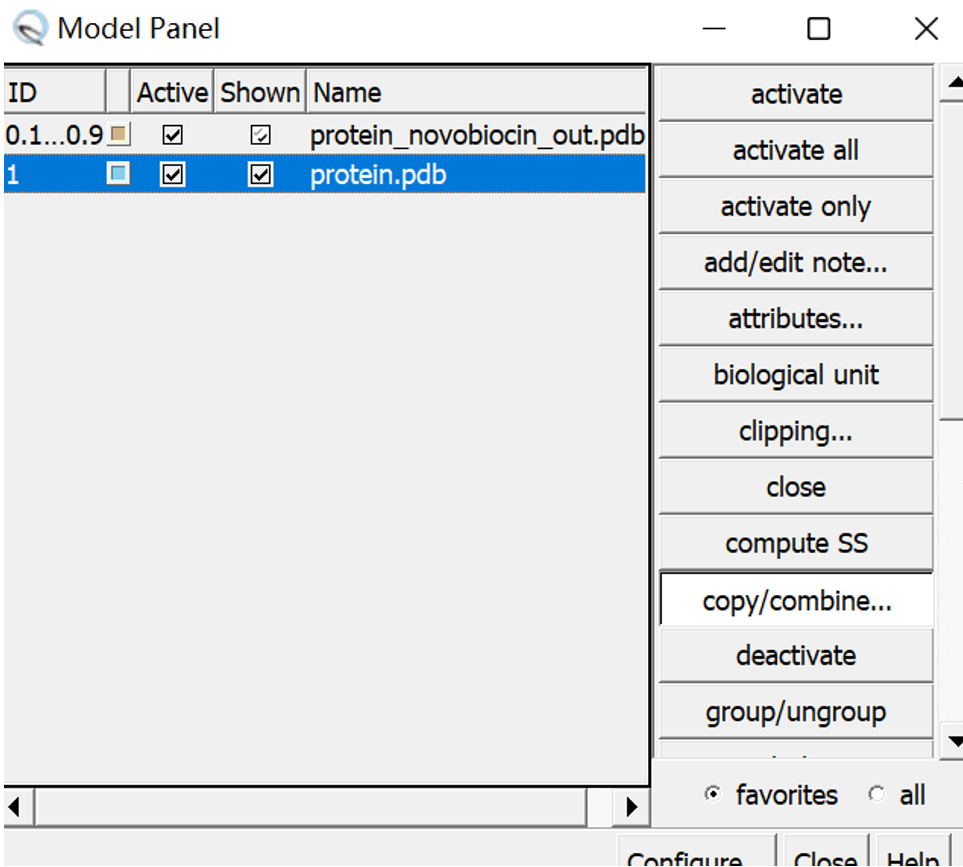 Model Panel
ID Active Shown Name
0.1...0.9 protein_novobiocin_out.pdb
1 protein.pdb
activate
activate all
activate only
add/edit note...
attributes...
biological unit
clipping...
close
compute SS
copy/combine...
deactivate
group/ungroup
favorites all
Configure... Close Help